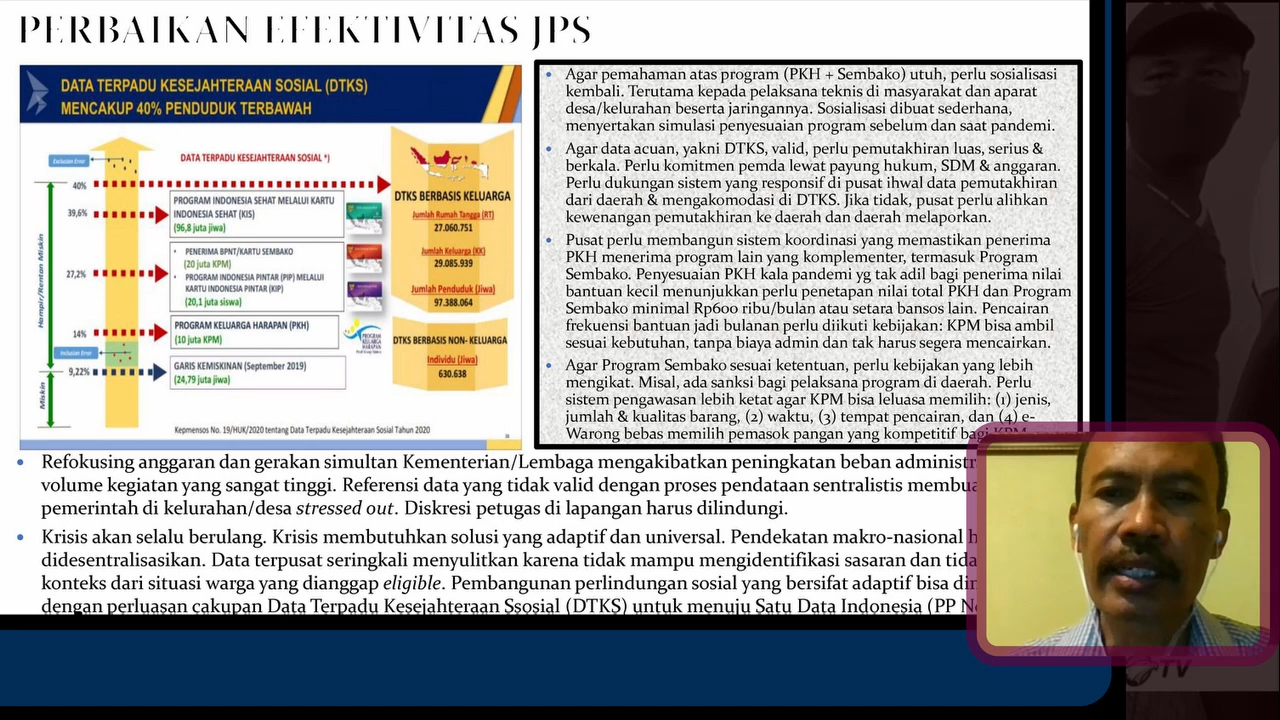 PERBAIKAN EFEKTIVITAS JPS
DATA TERPADU KESEJAHTERAAN SOSIAL (DTKS)
MENCAKUP 40% PENDUDUK TERBAWAH
Exclusion Error
DATA TERPADU KESEJAHTERAAN SOSIAL *)
40%
PROGRAM INDONESIA SEHAT MELALUI KARTU
INDONESIA SEHAT (KIS)
(96,8 juta jiwa)
39,6%
• PENERIMA BPNT/KARTU SEMBAKO
(20 juta KPM)
• PROGRAM INDONESIA PINTAR (PIP) MELALUI
KARTU INDONESIA PINTAR (KIP)
(20,1 juta siswa)
27,2%
14%
PROGRAM KELUARGA HARAPAN (PKH)
(10 juta KPM)
PROGRAM
KELUARGA
HARAPAN
Inclusion Error
9,22%
GARIS KEMISKINAN (September 2019)
(24,79 juta jiwa)
Hampir/Rentan Miskin
Miskin
DTKS BERBASIS KELUARGA
Jumlah Rumah Tangga (RT)
27.060.751
Jumlah Keluarga (KK)
29.085.939
Jumlah Penduduk (Jiwa)
97.388.064
DTKS BERBASIS NON- KELUARGA
Individu (Jiwa)
630.638
Kepmensos No. 19/HUK/2020 tentang Data Terpadu Kesejahteraan Sosial Tahun 2020
• Agar pemahaman atas program (PKH + Sembako) utuh, perlu sosialisasi
kembali. Terutama kepada pelaksana teknis di masyarakat dan aparat
desa/kelurahan beserta jaringannya. Sosialisasi dibuat sederhana,
menyertakan simulasi penyesuaian program sebelum dan saat pandemi.
• Agar data acuan, yakni DTKS, valid, perlu pemutakhiran luas, serius &
berkala. Perlu komitmen pemda lewat payung hukum, SDM & anggaran.
Perlu dukungan sistem yang responsif di pusat ihwal data pemutakhiran
dari daerah & mengakomodasi di DTKS. Jika tidak, pusat perlu alihkan
kewenangan pemutakhiran ke daerah dan daerah melaporkan.
• Pusat perlu membangun sistem koordinasi yang memastikan penerima
PKH menerima program lain yang komplementer, termasuk Program
Sembako. Penyesuaian PKH kala pandemi yg tak adil bagi penerima nilai
bantuan kecil menunjukkan perlu penetapan nilai total PKH dan Program
Sembako minimal Rp600 ribu/bulan atau setara bansos lain. Pencairan
frekuensi bantuan jadi bulanan perlu diikuti kebijakan: KPM bisa ambil
sesuai kebutuhan, tanpa biaya admin dan tak harus segera mencairkan.
• Agar Program Sembako sesuai ketentuan, perlu kebijakan yang lebih
mengikat. Misal, ada sanksi bagi pelaksana program di daerah. Perlu
sistem pengawasan lebih ketat agar KPM bisa leluasa memilih: (1) jenis,
jumlah & kualitas barang, (2) waktu, (3) tempat pencairan, dan (4) e-
Warong bebas memilih pemasok pangan yang kompetitif bagi KPM
• Refokusing anggaran dan gerakan simultan Kementerian/Lembaga mengakibatkan peningkatan beban administr
volume kegiatan yang sangat tinggi. Referensi data yang tidak valid dengan proses pendataan sentralistis membua
pemerintah di kelurahan/desa stressed out. Diskresi petugas di lapangan harus dilindungi.
• Krisis akan selalu berulang. Krisis membutuhkan solusi yang adaptif dan universal. Pendekatan makro-nasional h
didesentralisasikan. Data terpusat seringkali menyulitkan karena tidak mampu mengidentifikasi sasaran dan tida
konteks dari situasi warga yang dianggap eligible. Pembangunan perlindungan sosial yang bersifat adaptif bisa di
dengan perluasan cakupan Data Terpadu Kesejahteraan Ssosial (DTKS) untuk menuju Satu Data Indonesia (PP N
TV